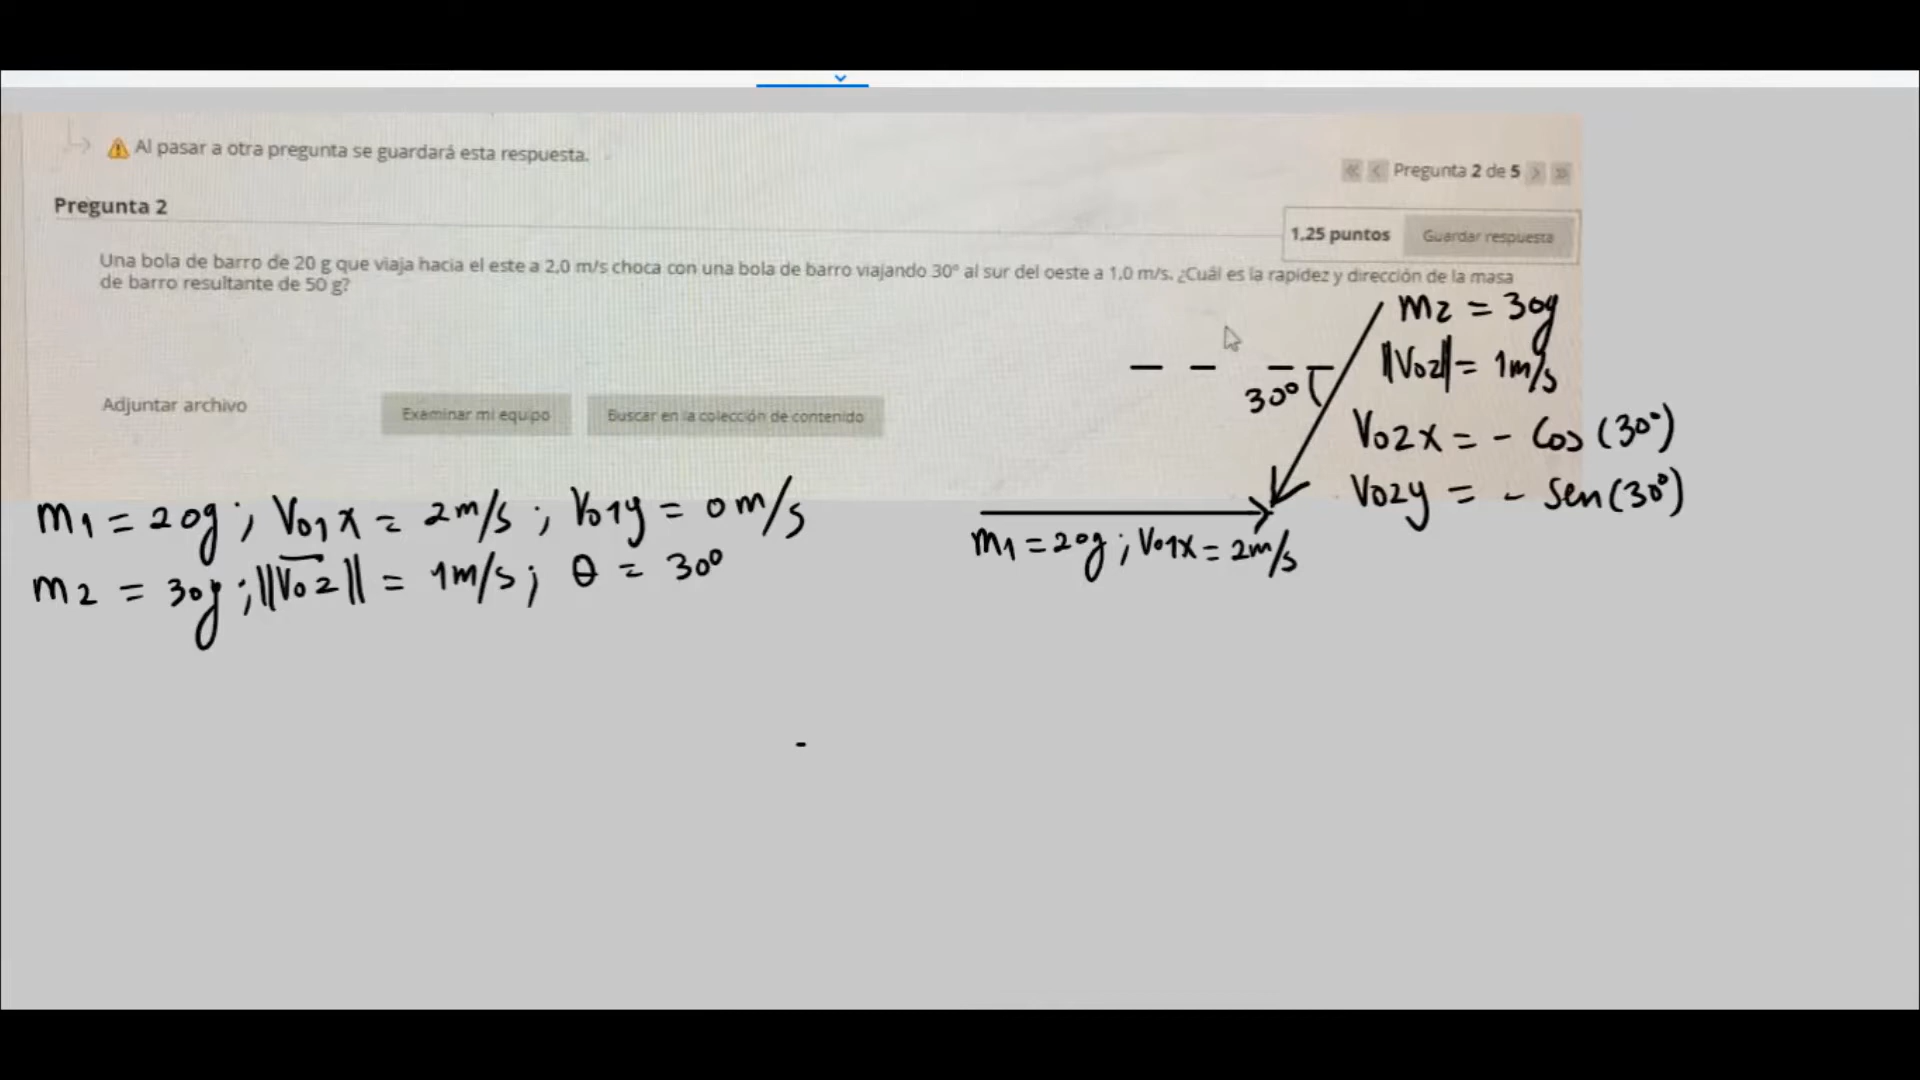 Al pasar a otra pregunta se guardará esta respuesta.
Pregunta 2 de 5
Pregunta 2
1,25 puntos
Guardar respuesta
Una bola de barro de 20 g que viaja hacia el este a 2,0 m/s choca con una bola de barro viajando 30° al sur del oeste a 1,0 m/s. ¿Cuál es la rapidez y dirección de la masa
de barro resultante de 50 g?
m2 = 30g
||Vo2|| = 1m/s
30°
Adjuntar archivo
Examinar mi equipo
Buscar en la colección de contenido
Vo2x = - Cos (30°)
Vo2y = - Sen (30°)
m1 = 20g ; Vo1x = 2m/s ; Vo1y = 0 m/s
m1 = 20g ; Vo1x = 2m/s
m2 = 30g ; ||Vo2|| = 1m/s ; θ = 30°
-